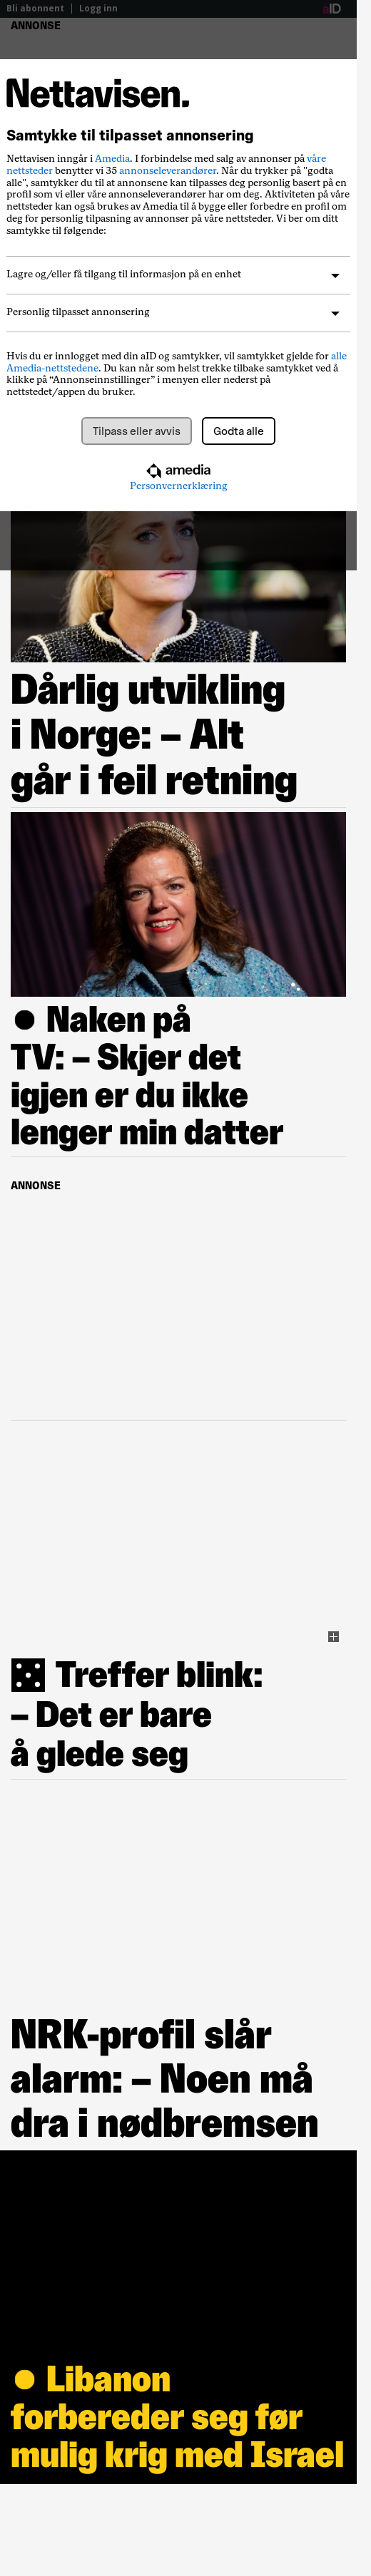 Bli abonnent | Logg inn
aID
ANNONSE
Nettavisen.
Samtykke til tilpasset annonsering
Nettavisen inngår i Amedia. I forbindelse med salg av annonser på våre
nettsteder benytter vi 35 annonseleverandører. Når du trykker på "godta
alle", samtykker du til at annonsene kan tilpasses deg personlig basert på en
profil som vi eller våre annonseleverandører har om deg. Aktiviteten på våre
nettsteder kan også brukes av Amedia til å bygge eller forbedre en profil om
deg for personlig tilpasning av annonser på våre nettsteder. Vi ber om ditt
samtykke til følgende:
Lagre og/eller få tilgang til informasjon på en enhet
Personlig tilpasset annonsering
Hvis du er innlogget med din aID og samtykker, vil samtykket gjelde for alle
Amedia-nettstedene. Du kan når som helst trekke tilbake samtykket ved å
klikke på “Annonseinnstillinger” i menyen eller nederst på
nettstedet/appen du bruker.
Tilpass eller avvis
Godta alle
amedia
Personvernerklæring
Dårlig utvikling
i Norge: – Alt
går i feil retning
Naken på
TV: – Skjer det
igjen er du ikke
lenger min datter
ANNONSE
Treffer blink:
– Det er bare
å glede seg
NRK-profil slår
alarm: – Noen må
dra i nødbremsen
Libanon
forbereder seg før
mulig krig med Israel